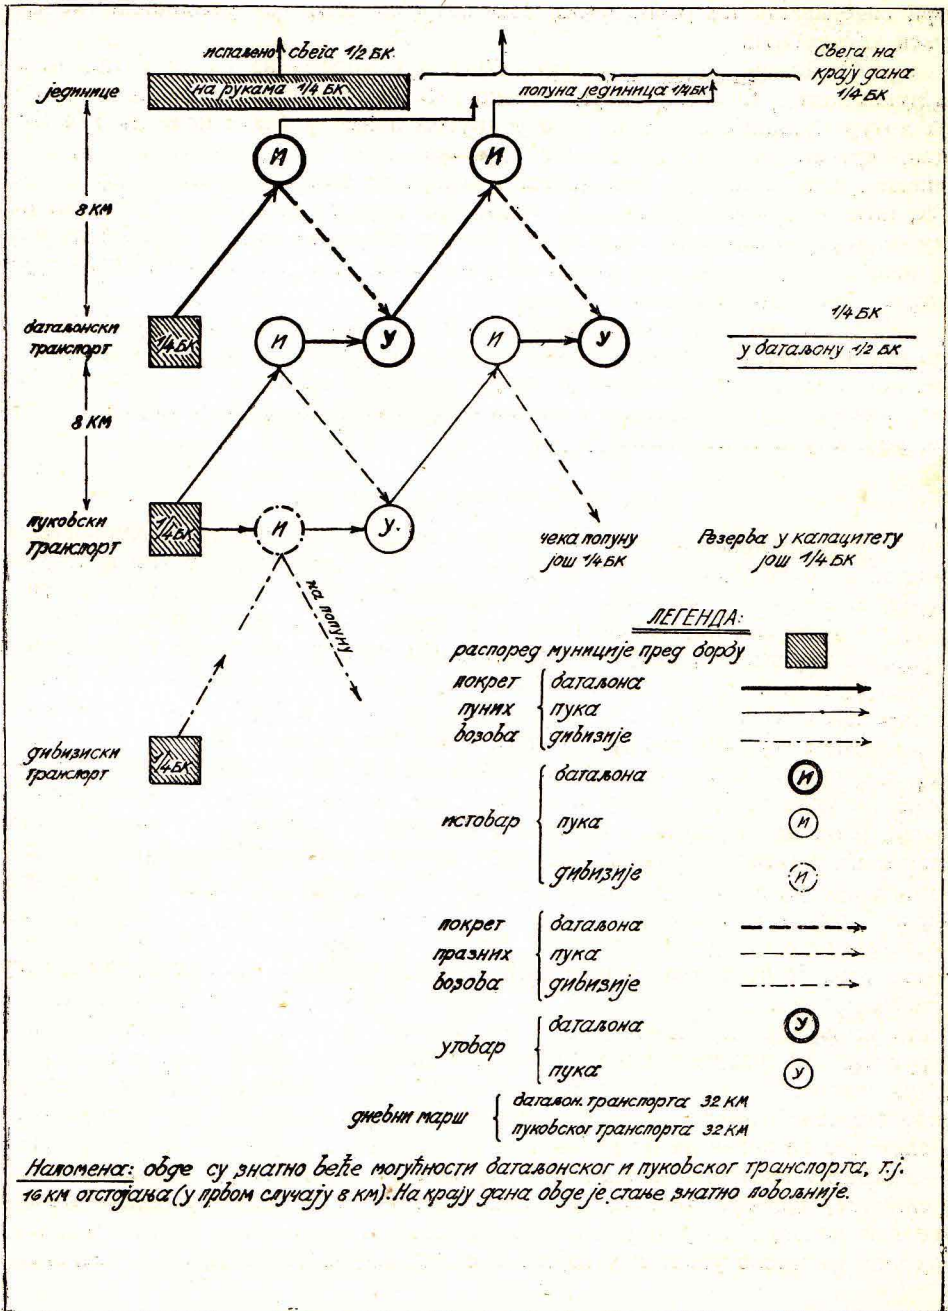 испаљено свега 1/2 БК.
Свега на
крају дана
1/4 БК
јединице
на рукама 1/4 БК
попуна јединица 1/4 БК
И
И
8 КМ
батаљонски
транспорт
1/4 БК
И
У
И
У
1/4 БК
у батаљону 1/2 БК
8 КМ
пуковски
транспорт
1/4 БК
И
У.
чека попуну
још 1/4 БК
Резерва у капацитету
још 1/4 БК
на попуну
дивизиски
транспорт
1/4 БК
ЛЕГЕНДА:
распоред муниције пред борбу
покрет
пуних
возова
батаљона
пука
дивизије
истовар
батаљона И
пука И
дивизије И
покрет
празних
возова
батаљона
пука
дивизије
утовар
батаљона У
пука У
дневни марш
батаљон. транспорта 32 КМ
пуковског транспорта 32 КМ
Напомена: овде су знатно веће могућности батаљонског и пуковског транспорта, т.ј.
16 км отстојања (у првом случају 8 км). На крају дана овде је стање знатно повољније.